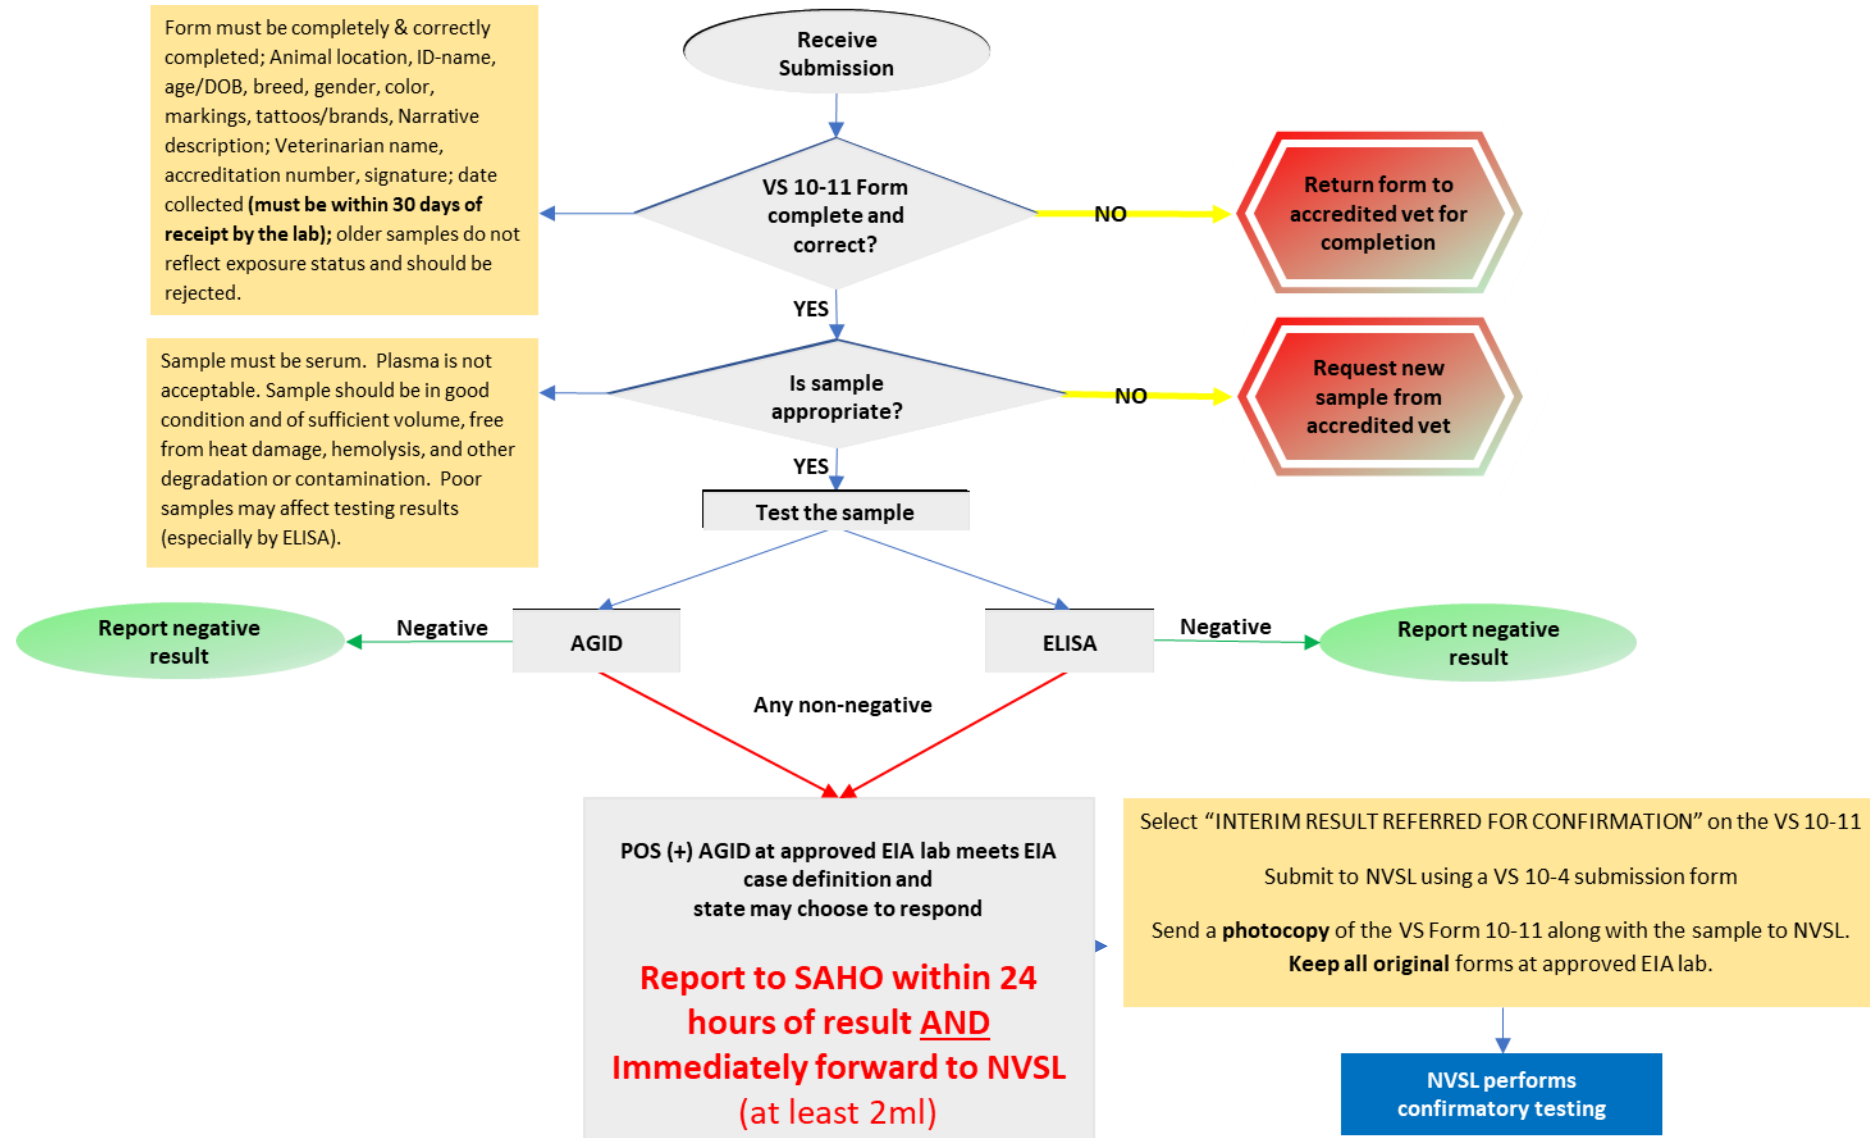 Form must be completely & correctly
completed; Animal location, ID-name,
age/DOB, breed, gender, color,
markings, tattoos/brands, Narrative
description; Veterinarian name,
accreditation number, signature; date
collected (must be within 30 days of
receipt by the lab); older samples do not
reflect exposure status and should be
rejected.
Receive
Submission
VS 10-11 Form
complete and
correct?
NO
Return form to
accredited vet for
completion
YES
Sample must be serum.  Plasma is not
acceptable. Sample should be in good
condition and of sufficient volume, free
from heat damage, hemolysis, and other
degradation or contamination.  Poor
samples may affect testing results
(especially by ELISA).
Is sample
appropriate?
NO
Request new
sample from
accredited vet
YES
Test the sample
Report negative
result
Negative
AGID
ELISA
Negative
Report negative
result
Any non-negative
POS (+) AGID at approved EIA lab meets EIA
case definition and
state may choose to respond
Report to SAHO within 24
hours of result AND
Immediately forward to NVSL
(at least 2ml)
Select “INTERIM RESULT REFERRED FOR CONFIRMATION” on the VS 10-11
Submit to NVSL using a VS 10-4 submission form
Send a photocopy of the VS Form 10-11 along with the sample to NVSL.
Keep all original forms at approved EIA lab.
NVSL performs
confirmatory testing